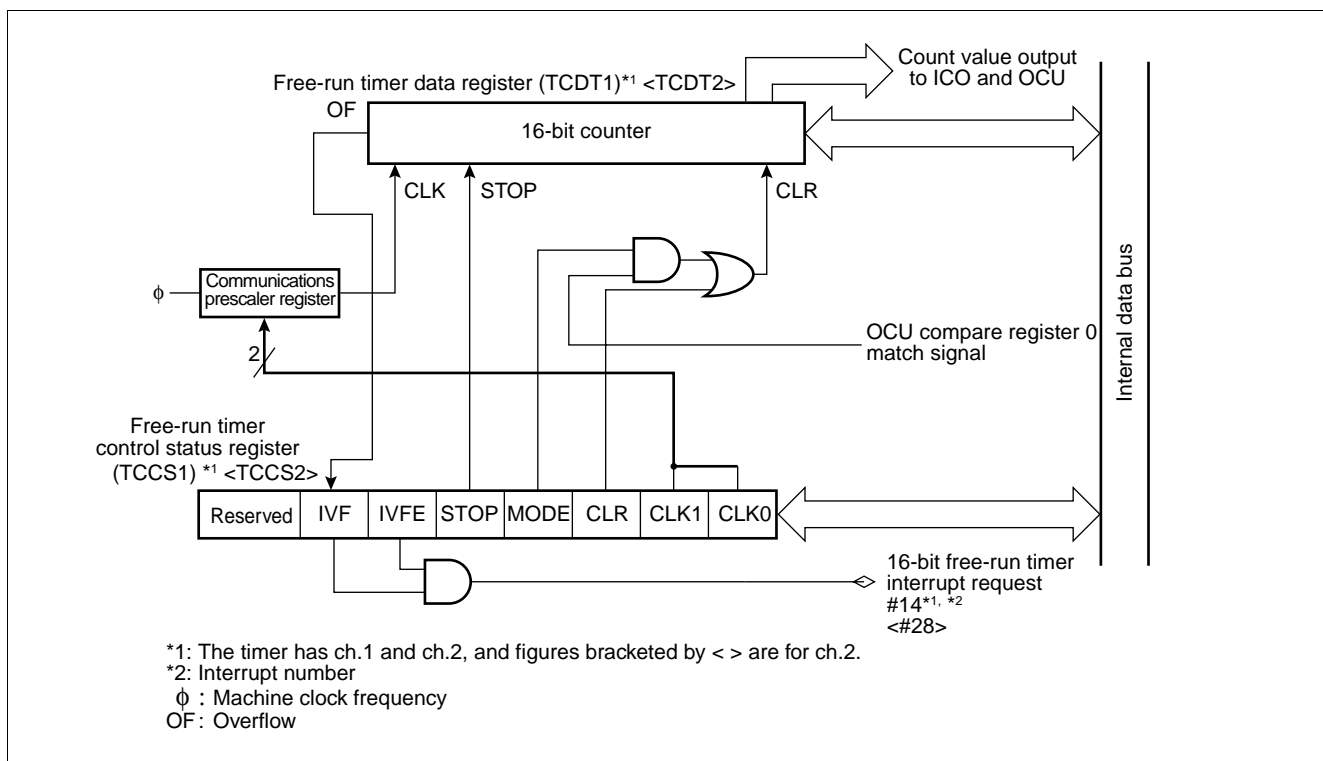 Count value output
to ICO and OCU
Free-run timer data register (TCDT1)*1 <TCDT2>
OF
16-bit counter
CLK
STOP
CLR
Communications
prescaler register
ϕ
2
OCU compare register 0
match signal
Internal data bus
Free-run timer
control status register
(TCCS1) *1 <TCCS2>
Reserved IVF IVFE STOP MODE CLR CLK1 CLK0
16-bit free-run timer
interrupt request
#14*1, *2
<#28>
*1: The timer has ch.1 and ch.2, and figures bracketed by < > are for ch.2.
*2: Interrupt number
ϕ : Machine clock frequency
OF : Overflow